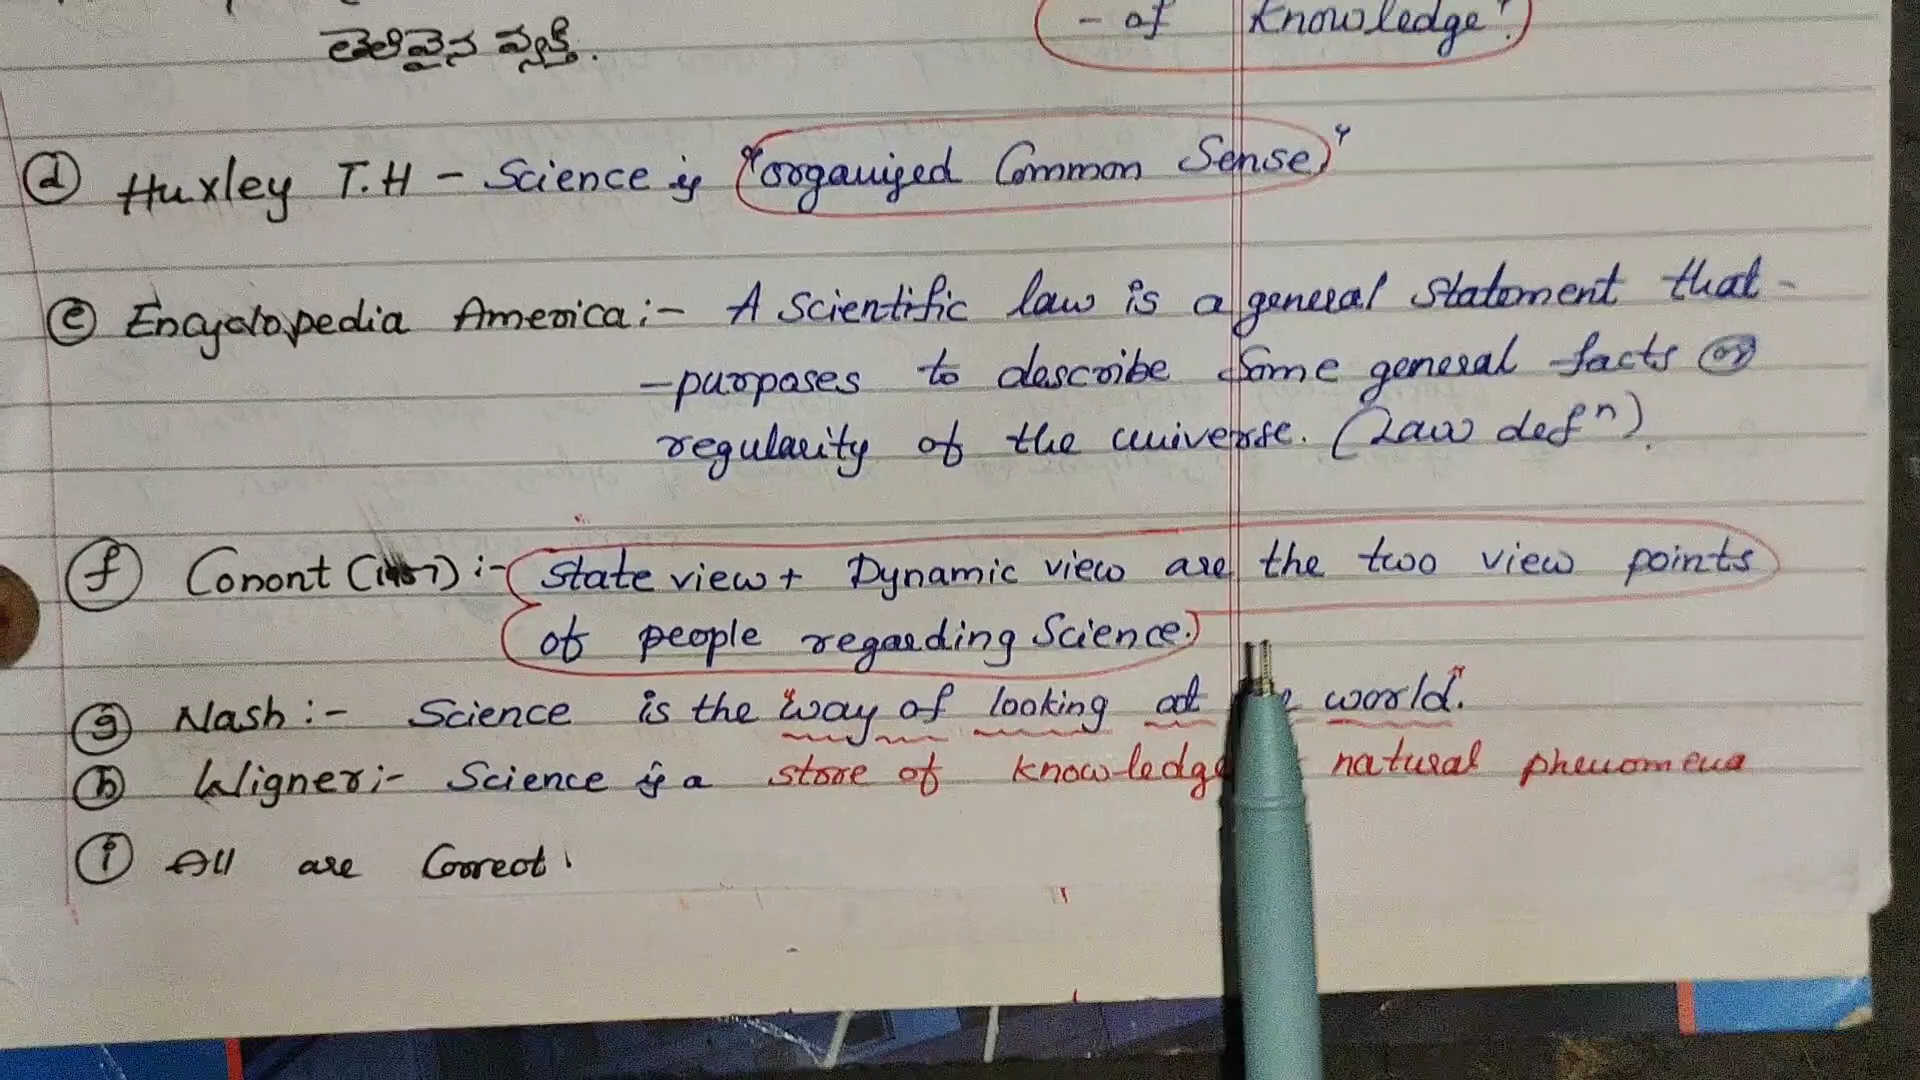 తెలివైన వ్యక్తి.
- of Knowledge"
(d) Huxley T.H - Science is "organized Common Sense"
(e) Encyclopedia America:- A Scientific law is a general statement that -
- purposes to describe some general facts (or)
regularity of the universe. (Law defn).
(f) Conont ( ):- State view + Dynamic view are the two view points
of people regarding Science.
(g) Nash:- Science is the "way of looking at world".
(h) Wigner:- Science is a store of knowledge natural phenomena
(i) All are Correct.